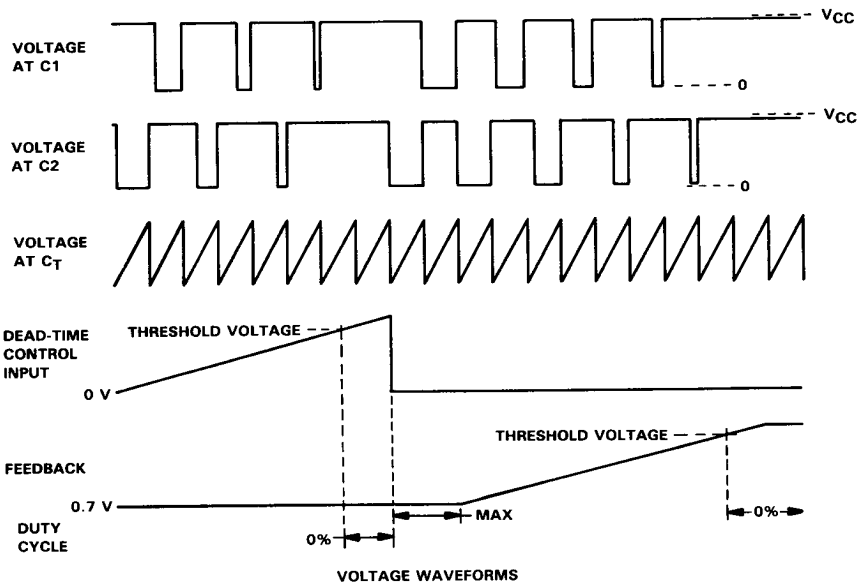 VCC
VOLTAGE
AT C1
0
VCC
VOLTAGE
AT C2
0
VOLTAGE
AT CT
DEAD-TIME
CONTROL
INPUT
THRESHOLD VOLTAGE
0 V
THRESHOLD VOLTAGE
FEEDBACK
0.7 V
MAX
0%
DUTY
CYCLE
0%
VOLTAGE WAVEFORMS